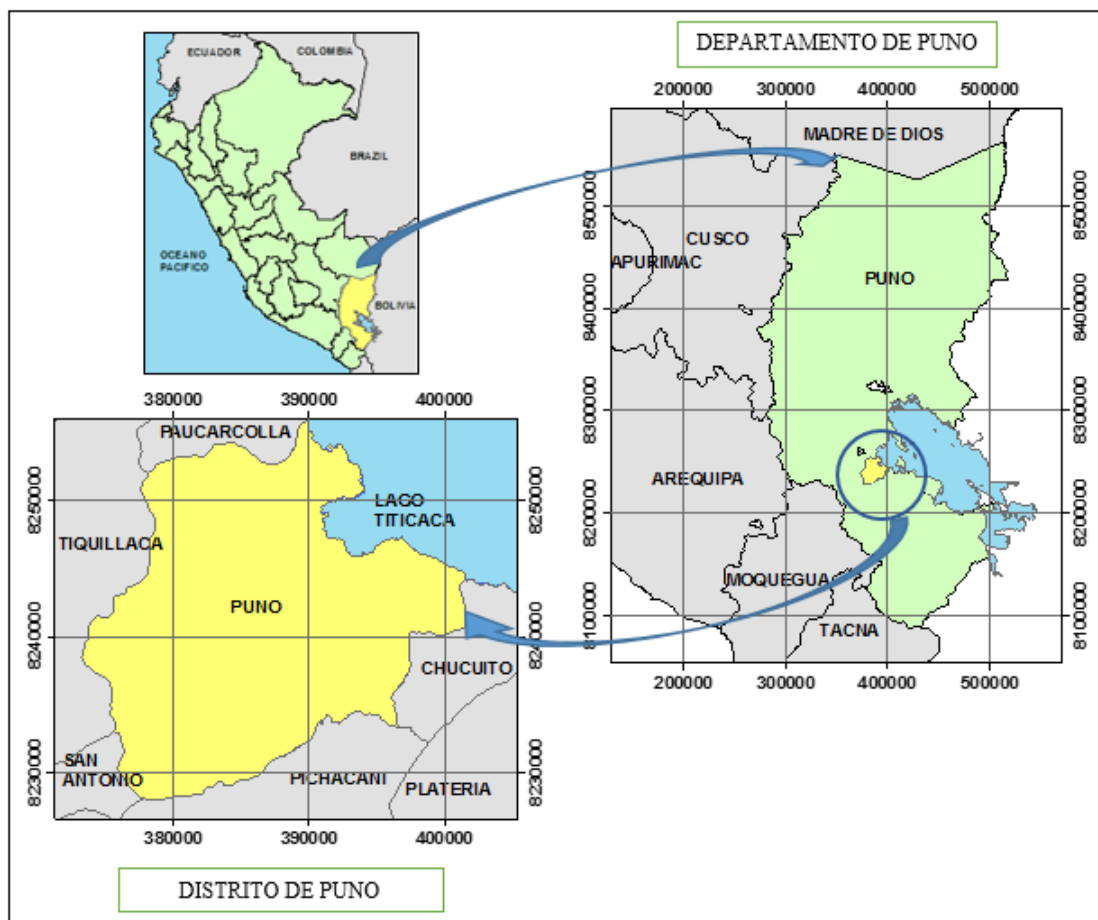 ECUADOR
COLOMBIA
BRAZIL
OCEANO
PACIFICO
BOLIVIA
DEPARTAMENTO DE PUNO
200000 300000 400000 500000
MADRE DE DIOS
8500000 8500000
CUSCO
APURIMAC
PUNO
8400000 8400000
8300000 8300000
AREQUIPA
8200000 8200000
MOQUEGUA
8100000 8100000
TACNA
200000 300000 400000 500000
380000 390000 400000
PAUCARCOLLA
8250000 8250000
LAGO
TITICACA
TIQUILLACA
PUNO
8240000 8240000
CHUCUITO
SAN
ANTONIO
8230000 8230000
PICHACANI
PLATERIA
380000 390000 400000
DISTRITO DE PUNO